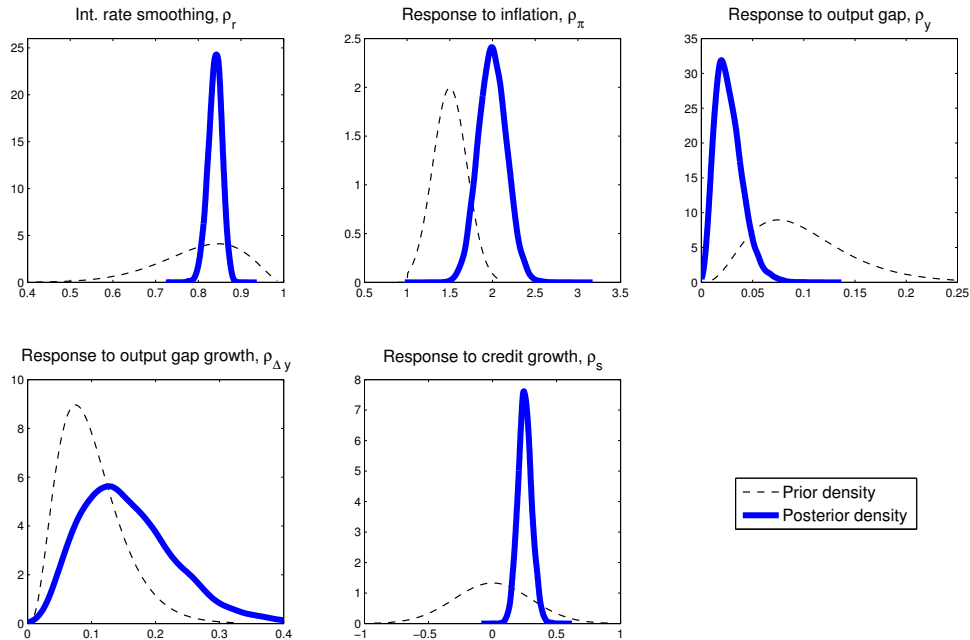 Int. rate smoothing, ρ_r
Response to inflation, ρ_π
Response to output gap, ρ_y
25
20
15
10
5
0
0.4 0.5 0.6 0.7 0.8 0.9 1
2.5
2
1.5
1
0.5
0
0.5 1 1.5 2 2.5 3 3.5
35
30
25
20
15
10
5
0
0 0.05 0.1 0.15 0.2 0.25
Response to output gap growth, ρ_Δ y
Response to credit growth, ρ_s
10
8
6
4
2
0
0 0.1 0.2 0.3 0.4
8
7
6
5
4
3
2
1
0
−1 −0.5 0 0.5 1
Prior density
Posterior density